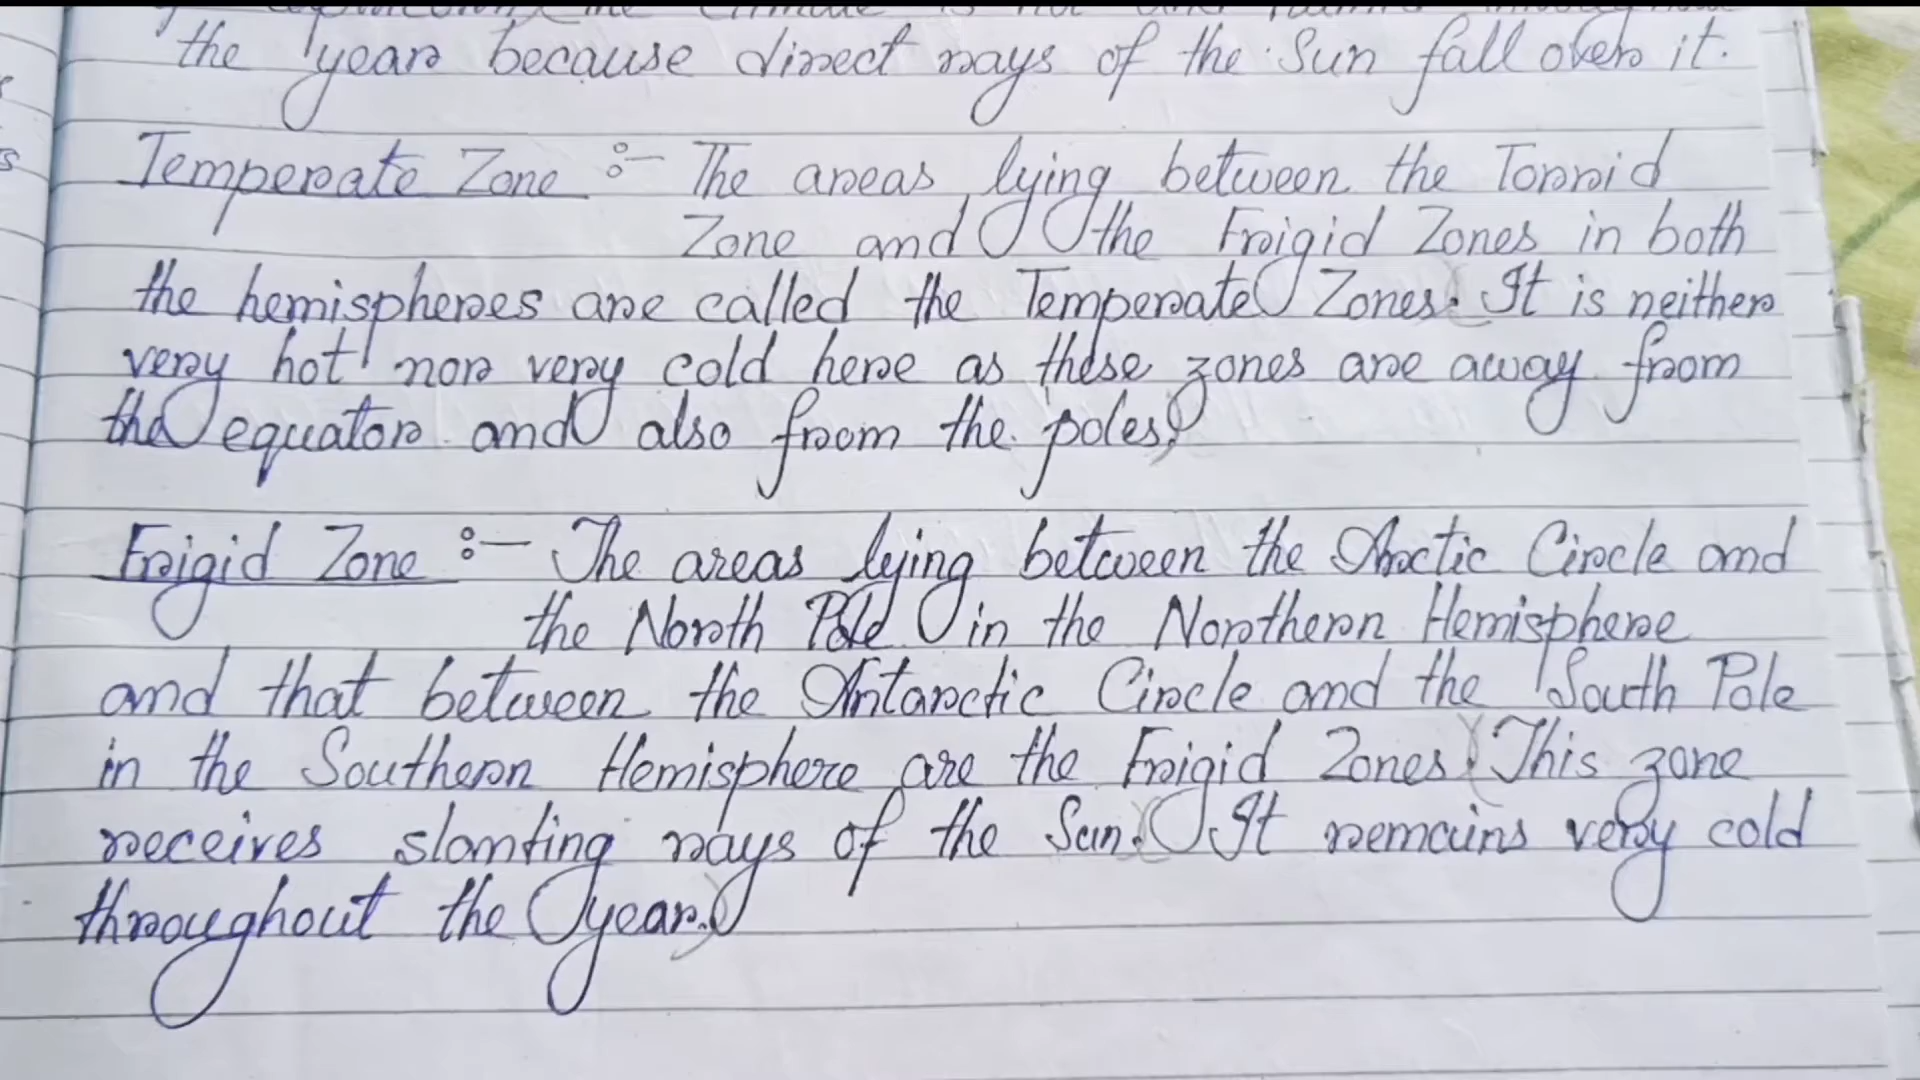 the year because direct rays of the Sun fall over it.
Temperate Zone :- The areas lying between the Torrid
Zone and the Frigid Zones in both
the hemispheres are called the Temperate Zones. It is neither
very hot nor very cold here as these zones are away from
the equator and also from the poles.
Frigid Zone :- The areas lying between the Arctic Circle and
the North Pole in the Northern Hemisphere
and that between the Antarctic Circle and the South Pole
in the Southern Hemisphere are the Frigid Zones. This zone
receives slanting rays of the Sun. It remains very cold
throughout the year.